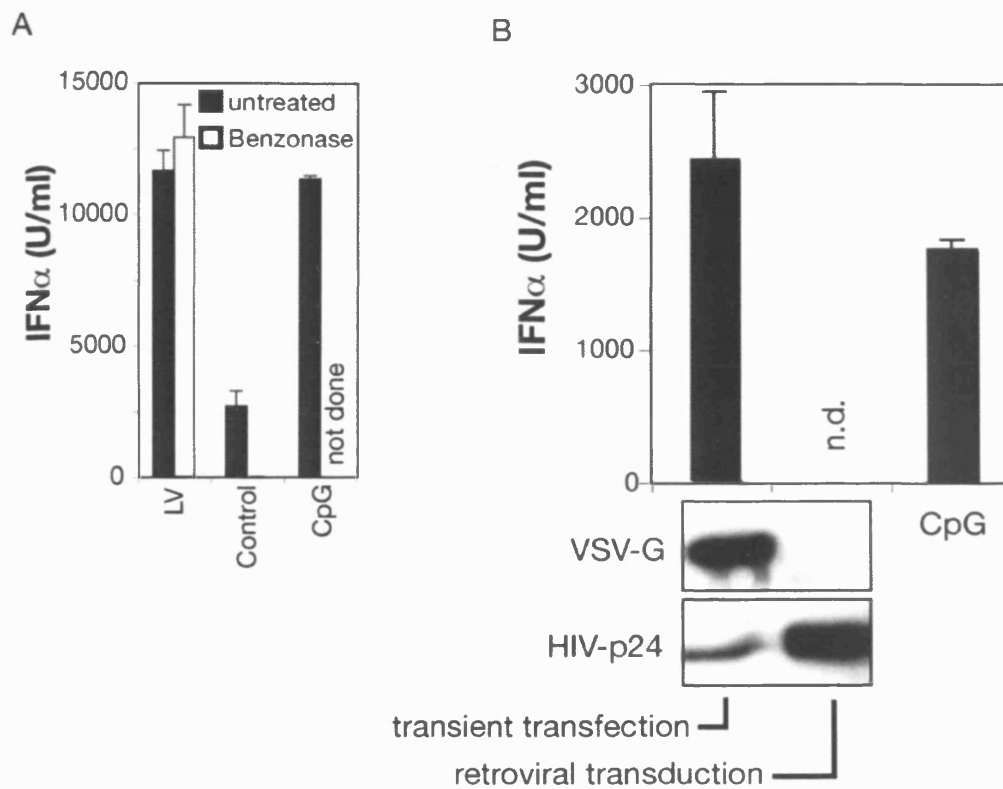 A
IFNα (U/ml)
15000
10000
5000
0
untreated
Benzonase
not done
LV
Control
CpG
B
IFNα (U/ml)
3000
2000
1000
0
n.d.
CpG
VSV-G
HIV-p24
transient transfection
retroviral transduction